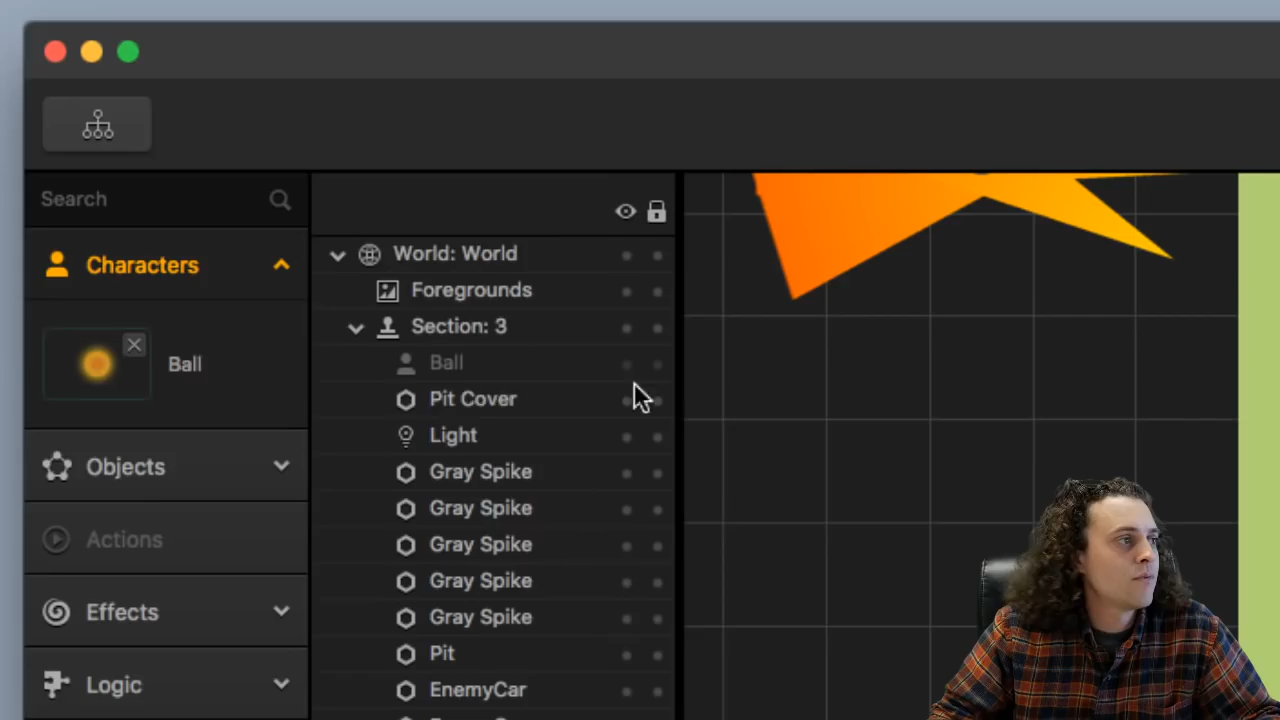 Search
Characters
Ball
Objects
Actions
Effects
Logic
World: World
Foregrounds
Section: 3
Ball
Pit Cover
Light
Gray Spike
Gray Spike
Gray Spike
Gray Spike
Gray Spike
Pit
EnemyCar